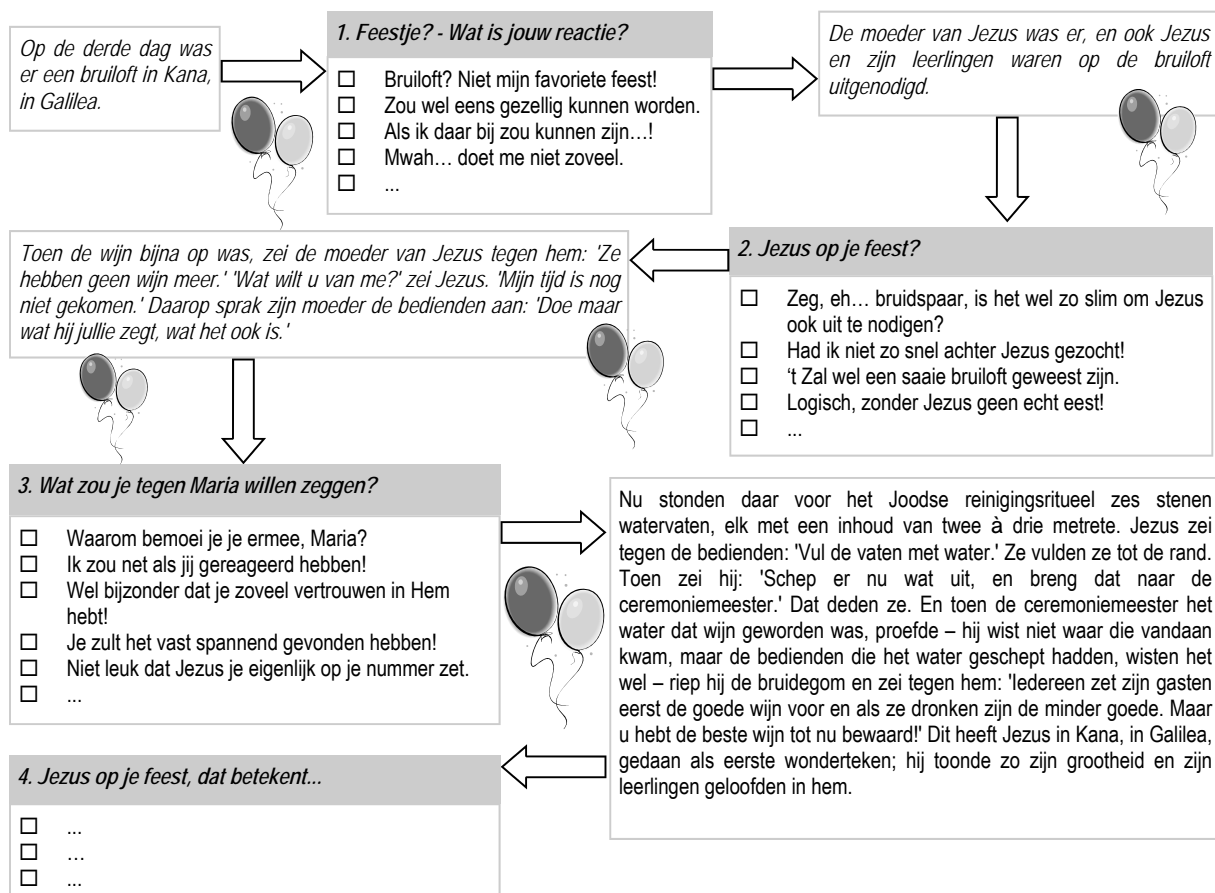 Op de derde dag was
er een bruiloft in Kana,
in Galilea.
1. Feestje? - Wat is jouw reactie?
☐ Bruiloft? Niet mijn favoriete feest!
☐ Zou wel eens gezellig kunnen worden.
☐ Als ik daar bij zou kunnen zijn…!
☐ Mwah… doet me niet zoveel.
☐ ...
De moeder van Jezus was er, en ook Jezus
en zijn leerlingen waren op de bruiloft
uitgenodigd.
2. Jezus op je feest?
☐ Zeg, eh… bruidspaar, is het wel zo slim om Jezus
ook uit te nodigen?
☐ Had ik niet zo snel achter Jezus gezocht!
☐ ‘t Zal wel een saaie bruiloft geweest zijn.
☐ Logisch, zonder Jezus geen echt eest!
☐ ...
Toen de wijn bijna op was, zei de moeder van Jezus tegen hem: 'Ze
hebben geen wijn meer.' 'Wat wilt u van me?' zei Jezus. 'Mijn tijd is nog
niet gekomen.' Daarop sprak zijn moeder de bedienden aan: 'Doe maar
wat hij jullie zegt, wat het ook is.'
3. Wat zou je tegen Maria willen zeggen?
☐ Waarom bemoei je je ermee, Maria?
☐ Ik zou net als jij gereageerd hebben!
☐ Wel bijzonder dat je zoveel vertrouwen in Hem
hebt!
☐ Je zult het vast spannend gevonden hebben!
☐ Niet leuk dat Jezus je eigenlijk op je nummer zet.
☐ ...
Nu stonden daar voor het Joodse reinigingsritueel zes stenen
watervaten, elk met een inhoud van twee à drie metrete. Jezus zei
tegen de bedienden: 'Vul de vaten met water.' Ze vulden ze tot de rand.
Toen zei hij: 'Schep er nu wat uit, en breng dat naar de
ceremoniemeester.' Dat deden ze. En toen de ceremoniemeester het
water dat wijn geworden was, proefde – hij wist niet waar die vandaan
kwam, maar de bedienden die het water geschept hadden, wisten het
wel – riep hij de bruidegom en zei tegen hem: 'Iedereen zet zijn gasten
eerst de goede wijn voor en als ze dronken zijn de minder goede. Maar
u hebt de beste wijn tot nu bewaard!' Dit heeft Jezus in Kana, in Galilea,
gedaan als eerste wonderteken; hij toonde zo zijn grootheid en zijn
leerlingen geloofden in hem.
4. Jezus op je feest, dat betekent...
☐ ...
☐ …
☐ ...